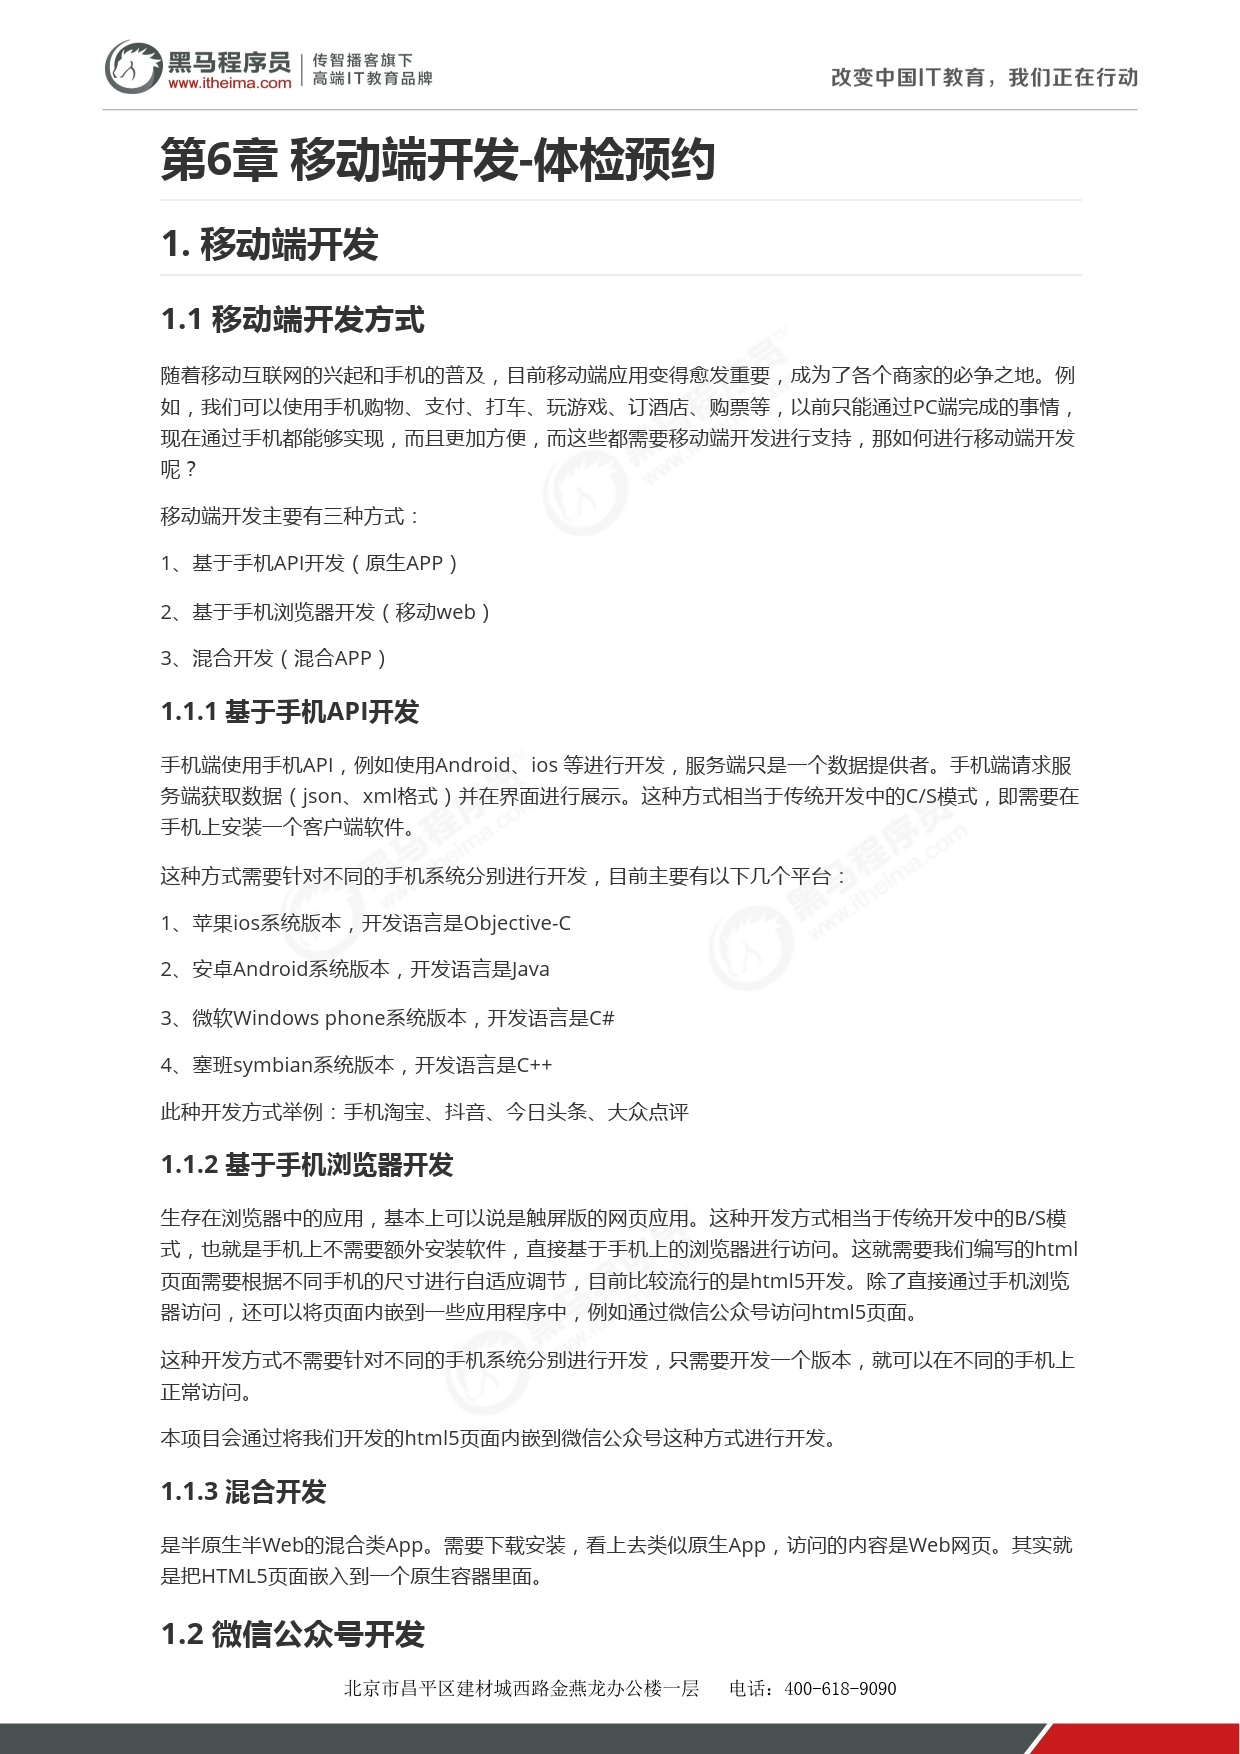 黑马程序员
www.itheima.com
传智播客旗下
高端IT教育品牌
改变中国IT教育，我们正在行动
第6章 移动端开发-体检预约
1. 移动端开发
1.1 移动端开发方式
随着移动互联网的兴起和手机的普及，目前移动端应用变得愈发重要，成为了各个商家的必争之地。例
如，我们可以使用手机购物、支付、打车、玩游戏、订酒店、购票等，以前只能通过PC端完成的事情，
现在通过手机都能够实现，而且更加方便，而这些都需要移动端开发进行支持，那如何进行移动端开发
呢？
移动端开发主要有三种方式：
1、基于手机API开发（原生APP）
2、基于手机浏览器开发（移动web）
3、混合开发（混合APP）
1.1.1 基于手机API开发
手机端使用手机API，例如使用Android、ios 等进行开发，服务端只是一个数据提供者。手机端请求服
务端获取数据（json、xml格式）并在界面进行展示。这种方式相当于传统开发中的C/S模式，即需要在
手机上安装一个客户端软件。
这种方式需要针对不同的手机系统分别进行开发，目前主要有以下几个平台：
1、苹果ios系统版本，开发语言是Objective-C
2、安卓Android系统版本，开发语言是Java
3、微软Windows phone系统版本，开发语言是C#
4、塞班symbian系统版本，开发语言是C++
此种开发方式举例：手机淘宝、抖音、今日头条、大众点评
1.1.2 基于手机浏览器开发
生存在浏览器中的应用，基本上可以说是触屏版的网页应用。这种开发方式相当于传统开发中的B/S模
式，也就是手机上不需要额外安装软件，直接基于手机上的浏览器进行访问。这就需要我们编写的html
页面需要根据不同手机的尺寸进行自适应调节，目前比较流行的是html5开发。除了直接通过手机浏览
器访问，还可以将页面内嵌到一些应用程序中，例如通过微信公众号访问html5页面。
这种开发方式不需要针对不同的手机系统分别进行开发，只需要开发一个版本，就可以在不同的手机上
正常访问。
本项目会通过将我们开发的html5页面内嵌到微信公众号这种方式进行开发。
1.1.3 混合开发
是半原生半Web的混合类App。需要下载安装，看上去类似原生App，访问的内容是Web网页。其实就
是把HTML5页面嵌入到一个原生容器里面。
1.2 微信公众号开发
北京市昌平区建材城西路金燕龙办公楼一层 电话：400-618-9090